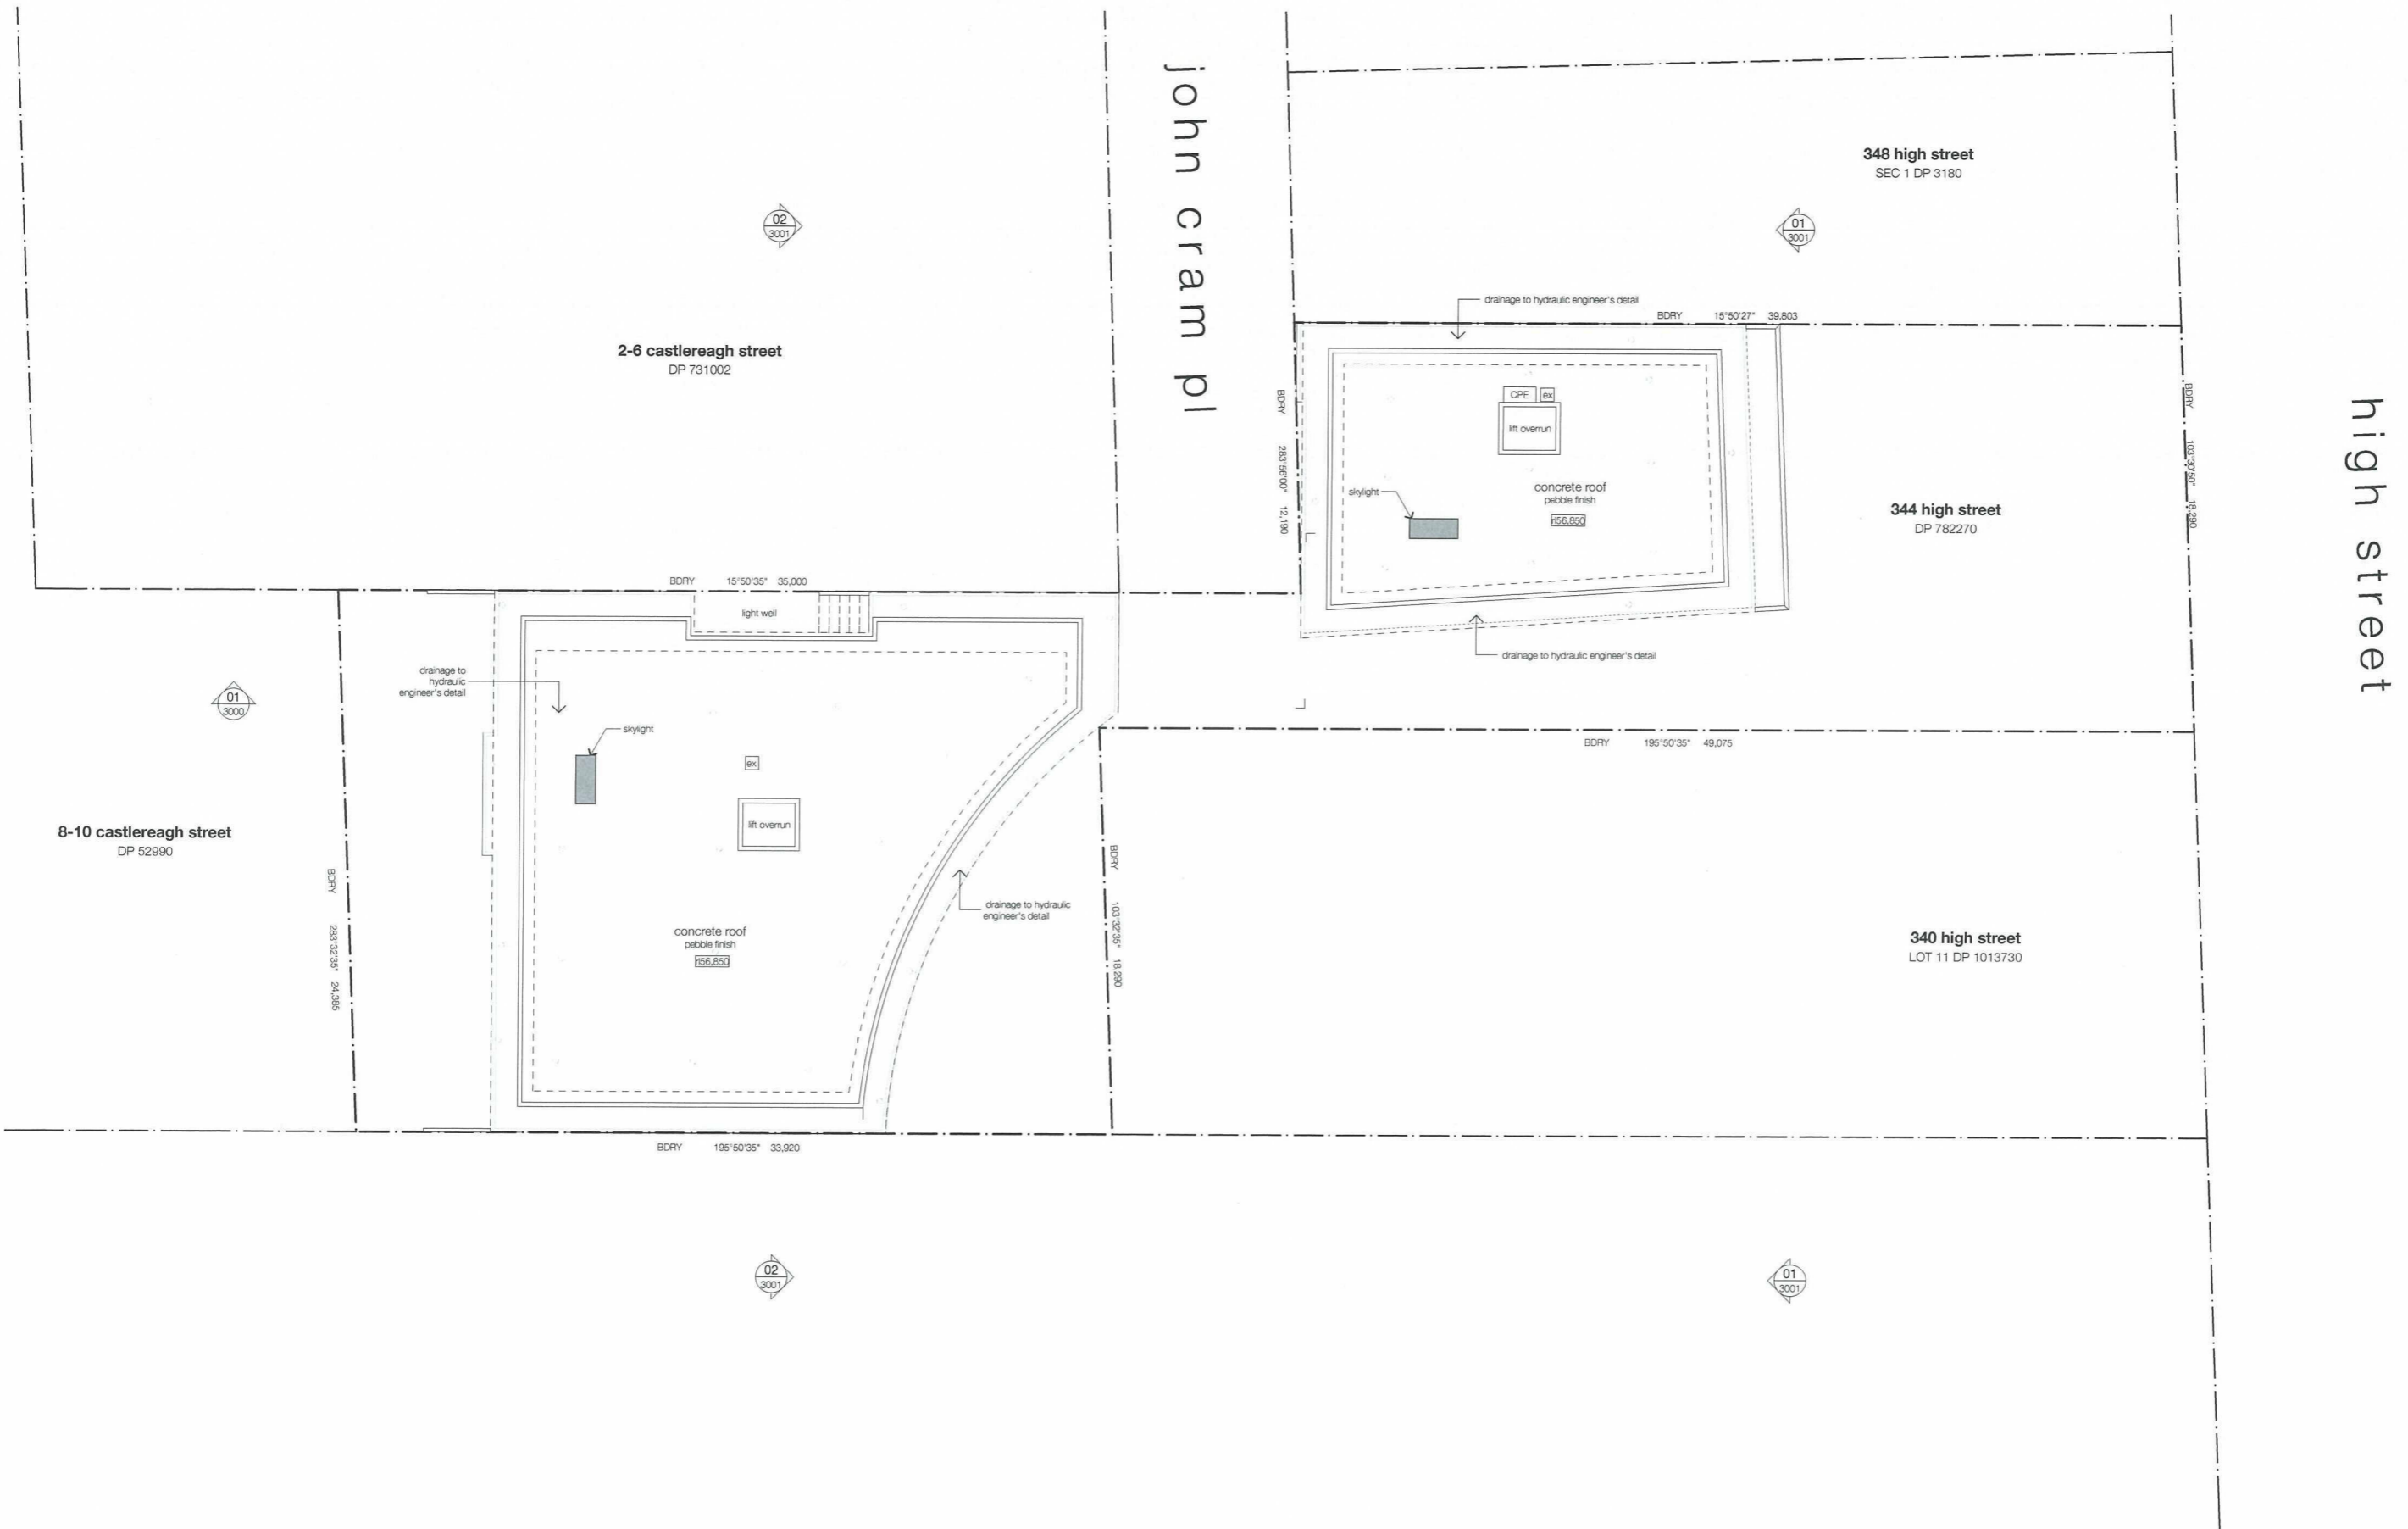 john cram pl
high street
348 high street
SEC 1 DP 3180
02
3001
01
3001
drainage to hydraulic engineer's detail
BDRY 15°50'27" 39,803
2-6 castlereagh street
DP 731002
BDRY 283°56'00" 12,190
CPE
ex
lift overrun
skylight
concrete roof
pebble finish
rl56,850
BDRY 103°30'50" 18,290
344 high street
DP 782270
BDRY 15°50'35" 35,000
light well
drainage to hydraulic engineer's detail
drainage to
hydraulic
engineer's detail
01
3000
skylight
ex
lift overrun
BDRY 195°50'35" 49,075
8-10 castlereagh street
DP 52990
BDRY 283°32'35" 24,385
drainage to hydraulic
engineer's detail
concrete roof
pebble finish
rl56,850
BDRY 103°32'35" 18,290
340 high street
LOT 11 DP 1013730
BDRY 195°50'35" 33,920
02
3001
01
3001